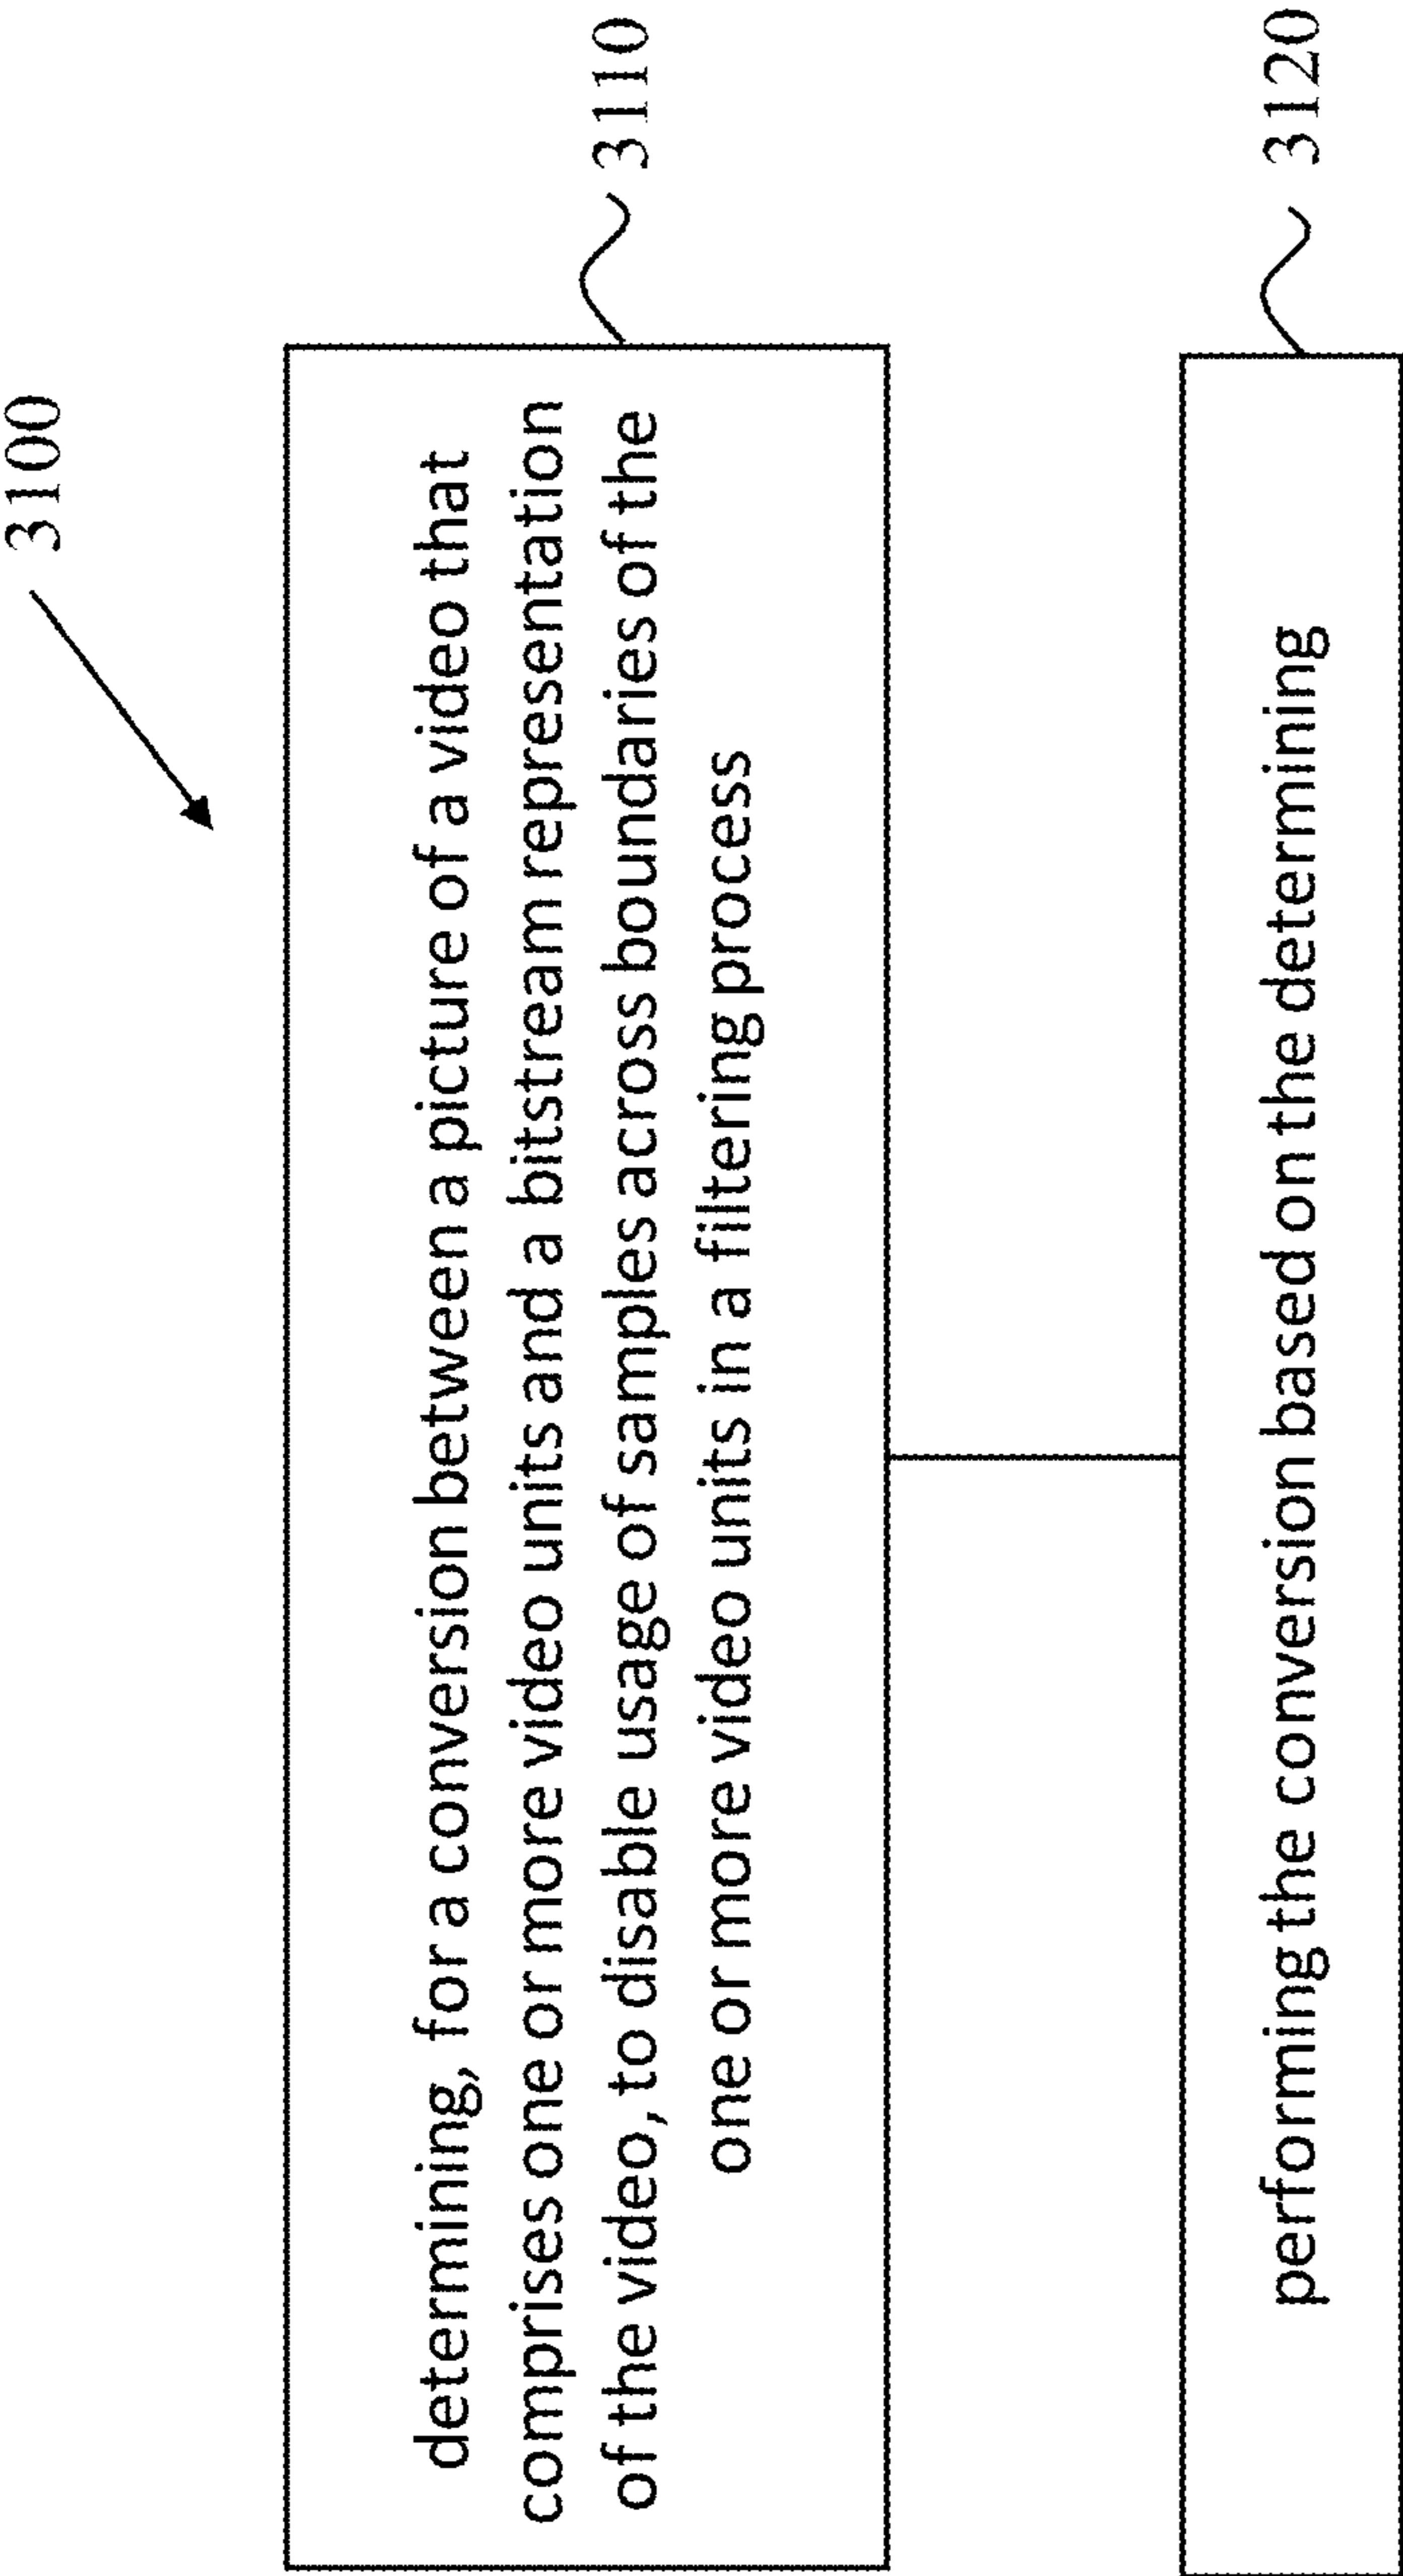 3100
determining, for a conversion between a picture of a video that
comprises one or more video units and a bitstream representation
of the video, to disable usage of samples across boundaries of the
one or more video units in a filtering process
3110
performing the conversion based on the determining
3120